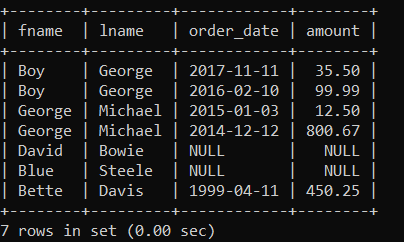 +--------+---------+------------+--------+
| fname | lname | order_date | amount |
+--------+---------+------------+--------+
| Boy | George | 2017-11-11 | 35.50 |
| Boy | George | 2016-02-10 | 99.99 |
| George | Michael | 2015-01-03 | 12.50 |
| George | Michael | 2014-12-12 | 800.67 |
| David | Bowie | NULL | NULL |
| Blue | Steele | NULL | NULL |
| Bette | Davis | 1999-04-11 | 450.25 |
+--------+---------+------------+--------+
7 rows in set (0.00 sec)